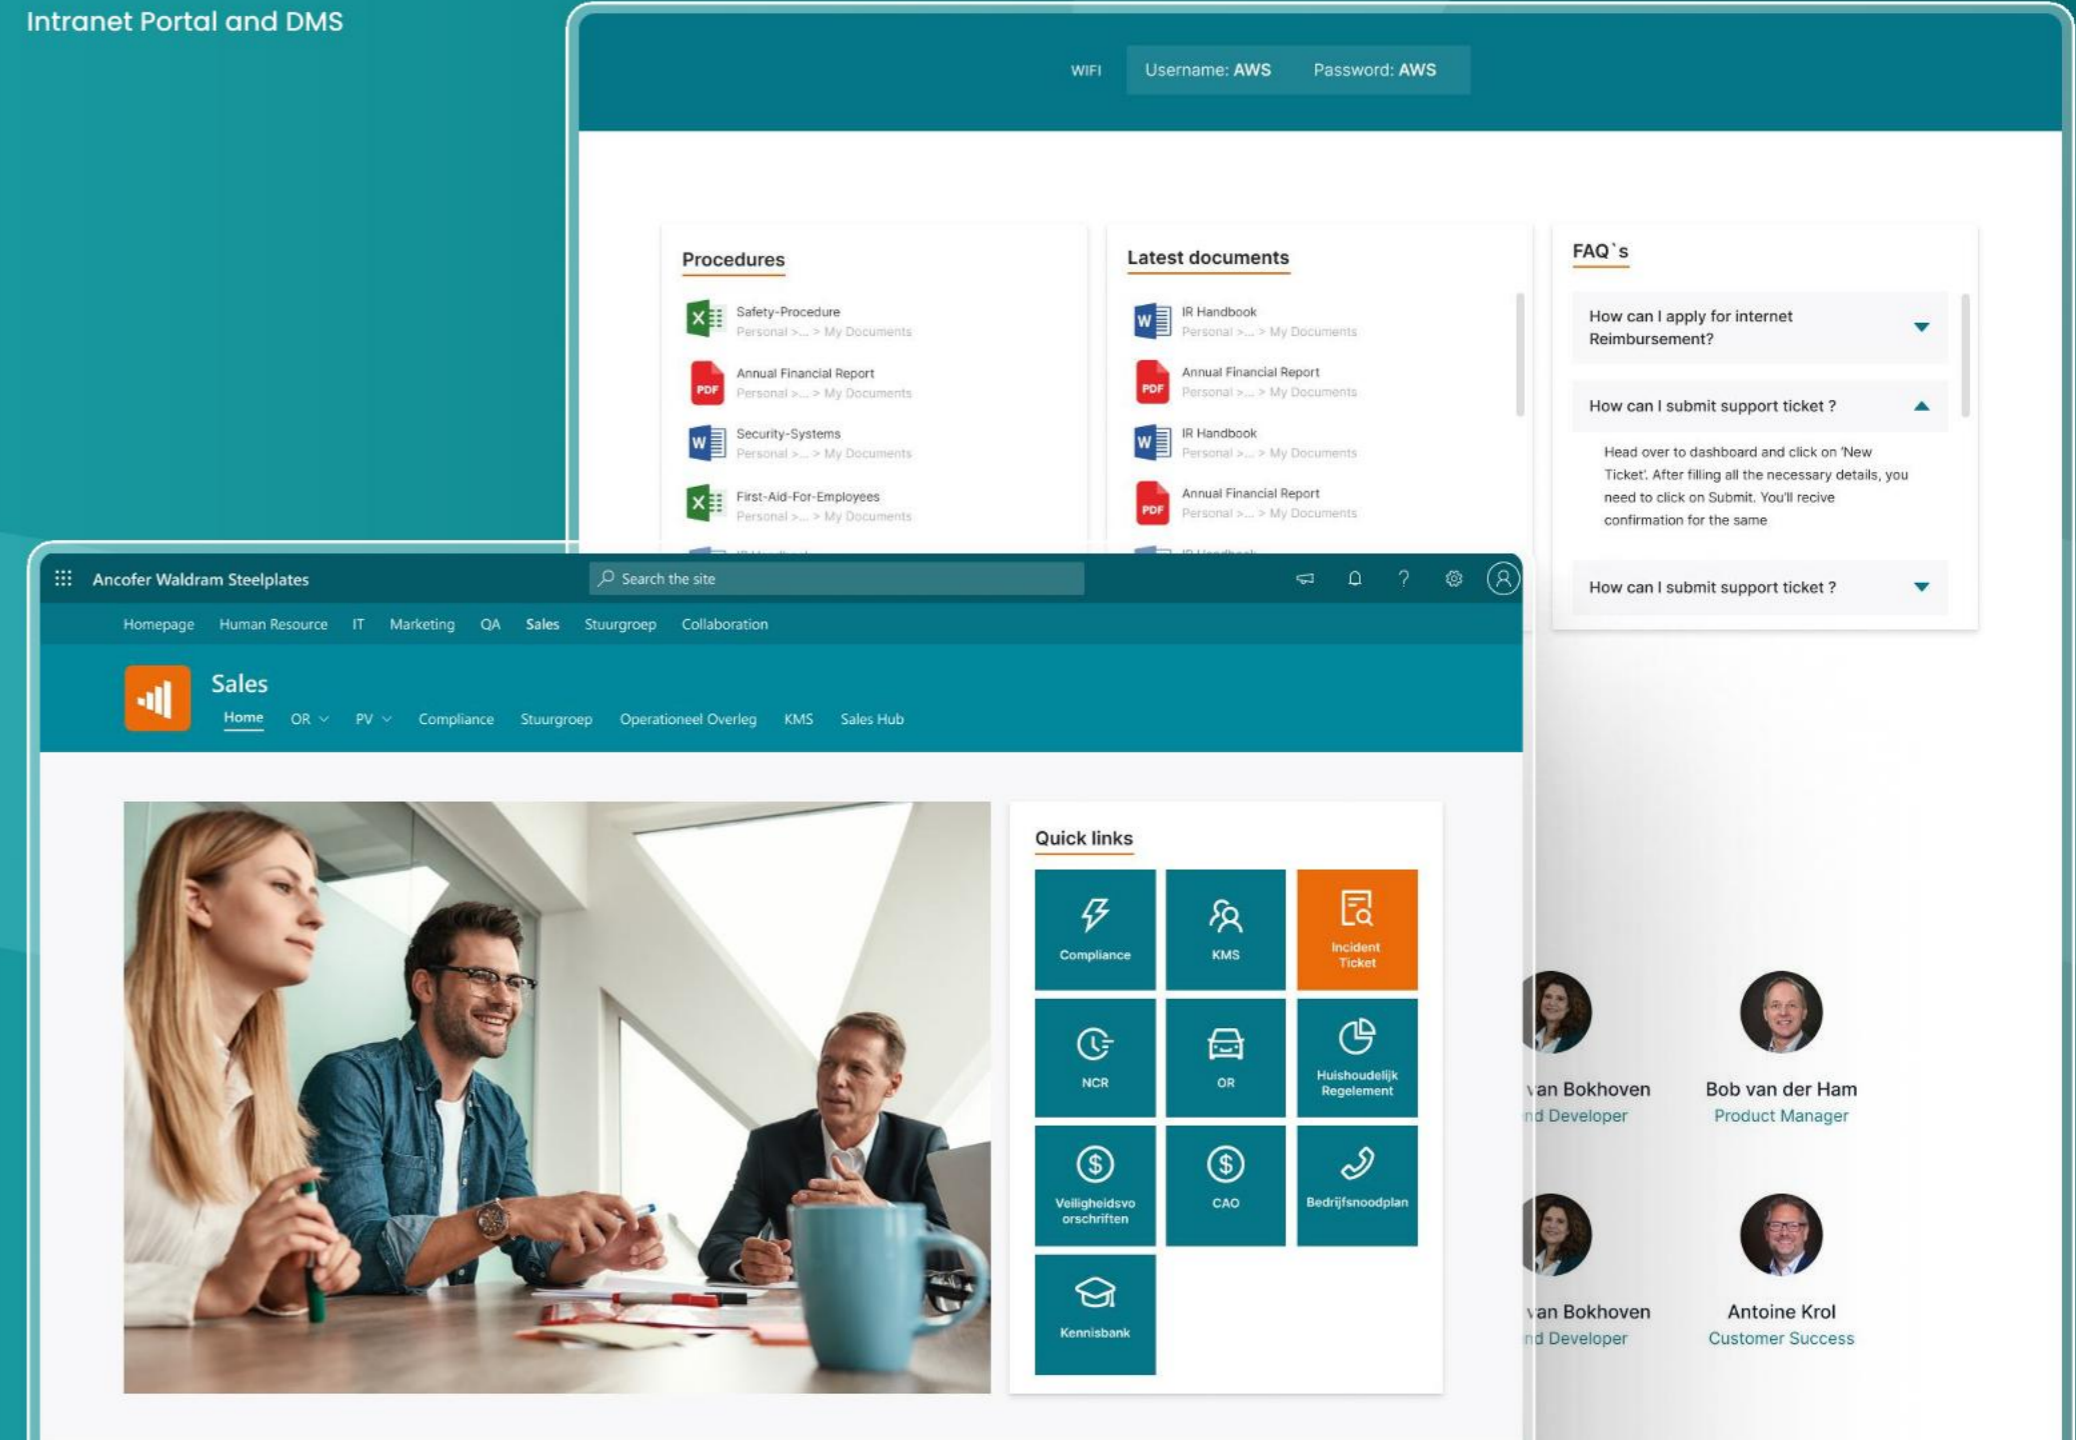 Intranet Portal and DMS
WIFI Username: AWS Password: AWS
Procedures
Safety-Procedure
Personal >... > My Documents
PDF
Annual Financial Report
Personal >... > My Documents
Security-Systems
Personal >... > My Documents
First-Aid-For-Employees
Personal >... > My Documents
Latest documents
IR Handbook
Personal >... > My Documents
PDF
Annual Financial Report
Personal >... > My Documents
IR Handbook
Personal >... > My Documents
PDF
Annual Financial Report
Personal >... > My Documents
FAQ`s
How can I apply for internet
Reimbursement?
How can I submit support ticket ?
Head over to dashboard and click on 'New
Ticket'. After filling all the necessary details, you
need to click on Submit. You'll recive
confirmation for the same
How can I submit support ticket ?
Ancofer Waldram Steelplates
Search the site
Homepage Human Resource IT Marketing QA Sales Stuurgroep Collaboration
Sales
Home OR PV Compliance Stuurgroep Operationeel Overleg KMS Sales Hub
Quick links
Compliance
KMS
Incident
Ticket
NCR
OR
Huishoudelijk
Regelement
Veiligheidsvo
orschriften
CAO
Bedrijfsnoodplan
Kennisbank
van Bokhoven
Developer
Bob van der Ham
Product Manager
van Bokhoven
Developer
Antoine Krol
Customer Success